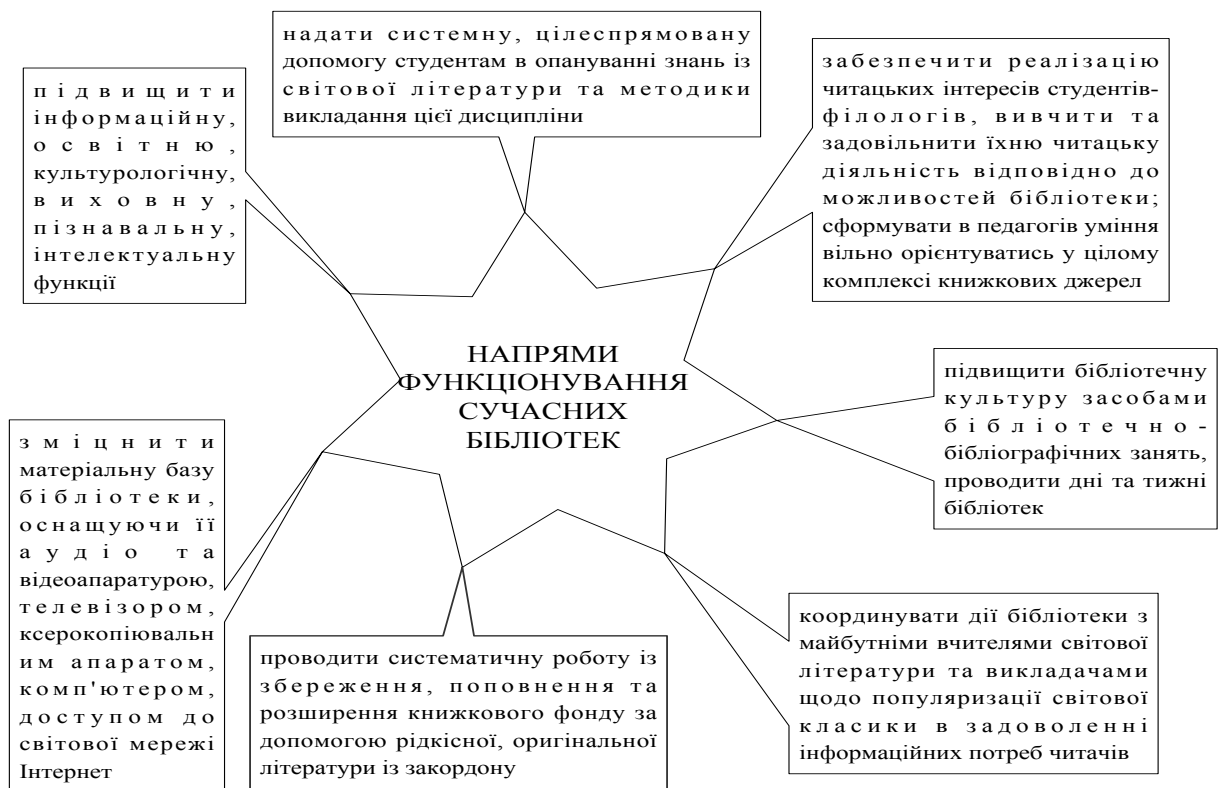 надати системну, цілеспрямовану
допомогу студентам в опануванні знань із
світової літератури та методики
викладання цієї дисципліни
підвищити
інформаційну,
освітню,
культурологічну,
виховну,
пізнавальну,
інтелектуальну
функції
забезпечити реалізацію
читацьких інтересів студентів-
філологів, вивчити та
задовільнити їхню читацьку
діяльність відповідно до
можливостей бібліотеки;
сформувати в педагогів уміння
вільно орієнтуватись у цілому
комплексі книжкових джерел
НАПРЯМИ
ФУНКЦІОНУВАННЯ
СУЧАСНИХ
БІБЛІОТЕК
підвищити бібліотечну
культуру засобами
бібліотечно-
бібліографічних занять,
проводити дні та тижні
бібліотек
зміцнити
матеріальну базу
бібліотеки,
оснащуючи її
аудіо та
відеоапаратурою,
телевізором,
ксерокопіювальн
им апаратом,
комп'ютером,
доступом до
світової мережі
Інтернет
проводити систематичну роботу із
збереження, поповнення та
розширення книжкового фонду за
допомогою рідкісної, оригінальної
літератури із закордону
координувати дії бібліотеки з
майбутніми вчителями світової
літератури та викладачами
щодо популяризації світової
класики в задоволенні
інформаційних потреб читачів